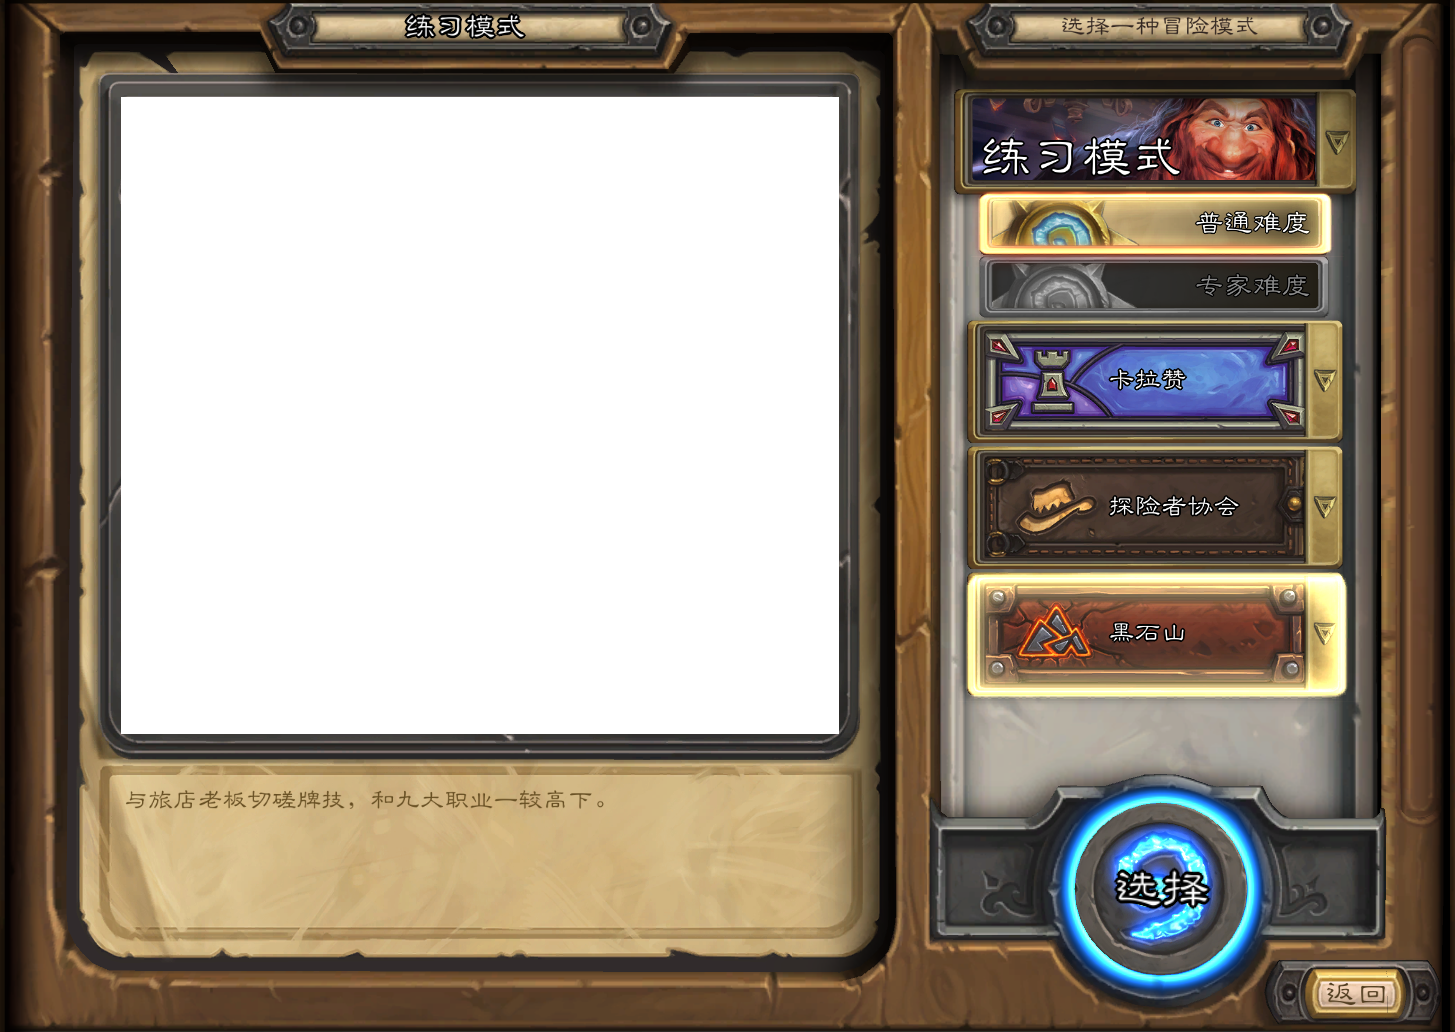 练习模式
与旅店老板切磋牌技，和九大职业一较高下。
选择一种冒险模式
练习模式
普通难度
专家难度
卡拉赞
探险者协会
黑石山
选择
返回